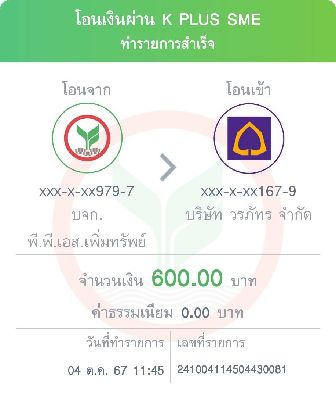 โอนเงินผ่าน K PLUS SME
ทำรายการสำเร็จ
โอนจาก
โอนเข้า
xxx-x-xx979-7
xxx-x-xx167-9
บจก.
พี.พี.เอส.เพิ่มทรัพย์
บริษัท วรภัทร จำกัด
จำนวนเงิน 600.00 บาท
ค่าธรรมเนียม 0.00 บาท
วันที่ทำรายการ
เลขที่รายการ
04 ต.ค. 67 11:45
241004114504430081